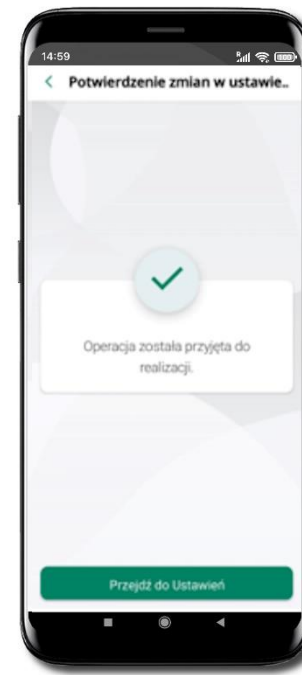 14:59
Potwierdzenie zmian w ustawie..
Operacja została przyjęta do
realizacji.
Przejdź do Ustawień